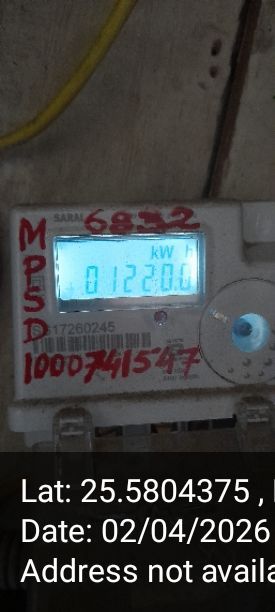 SARAL
6832
kW h
01220.0
MPSD
17260245
1000741547
Lat: 25.5804375 ,
Date: 02/04/2026
Address not availa